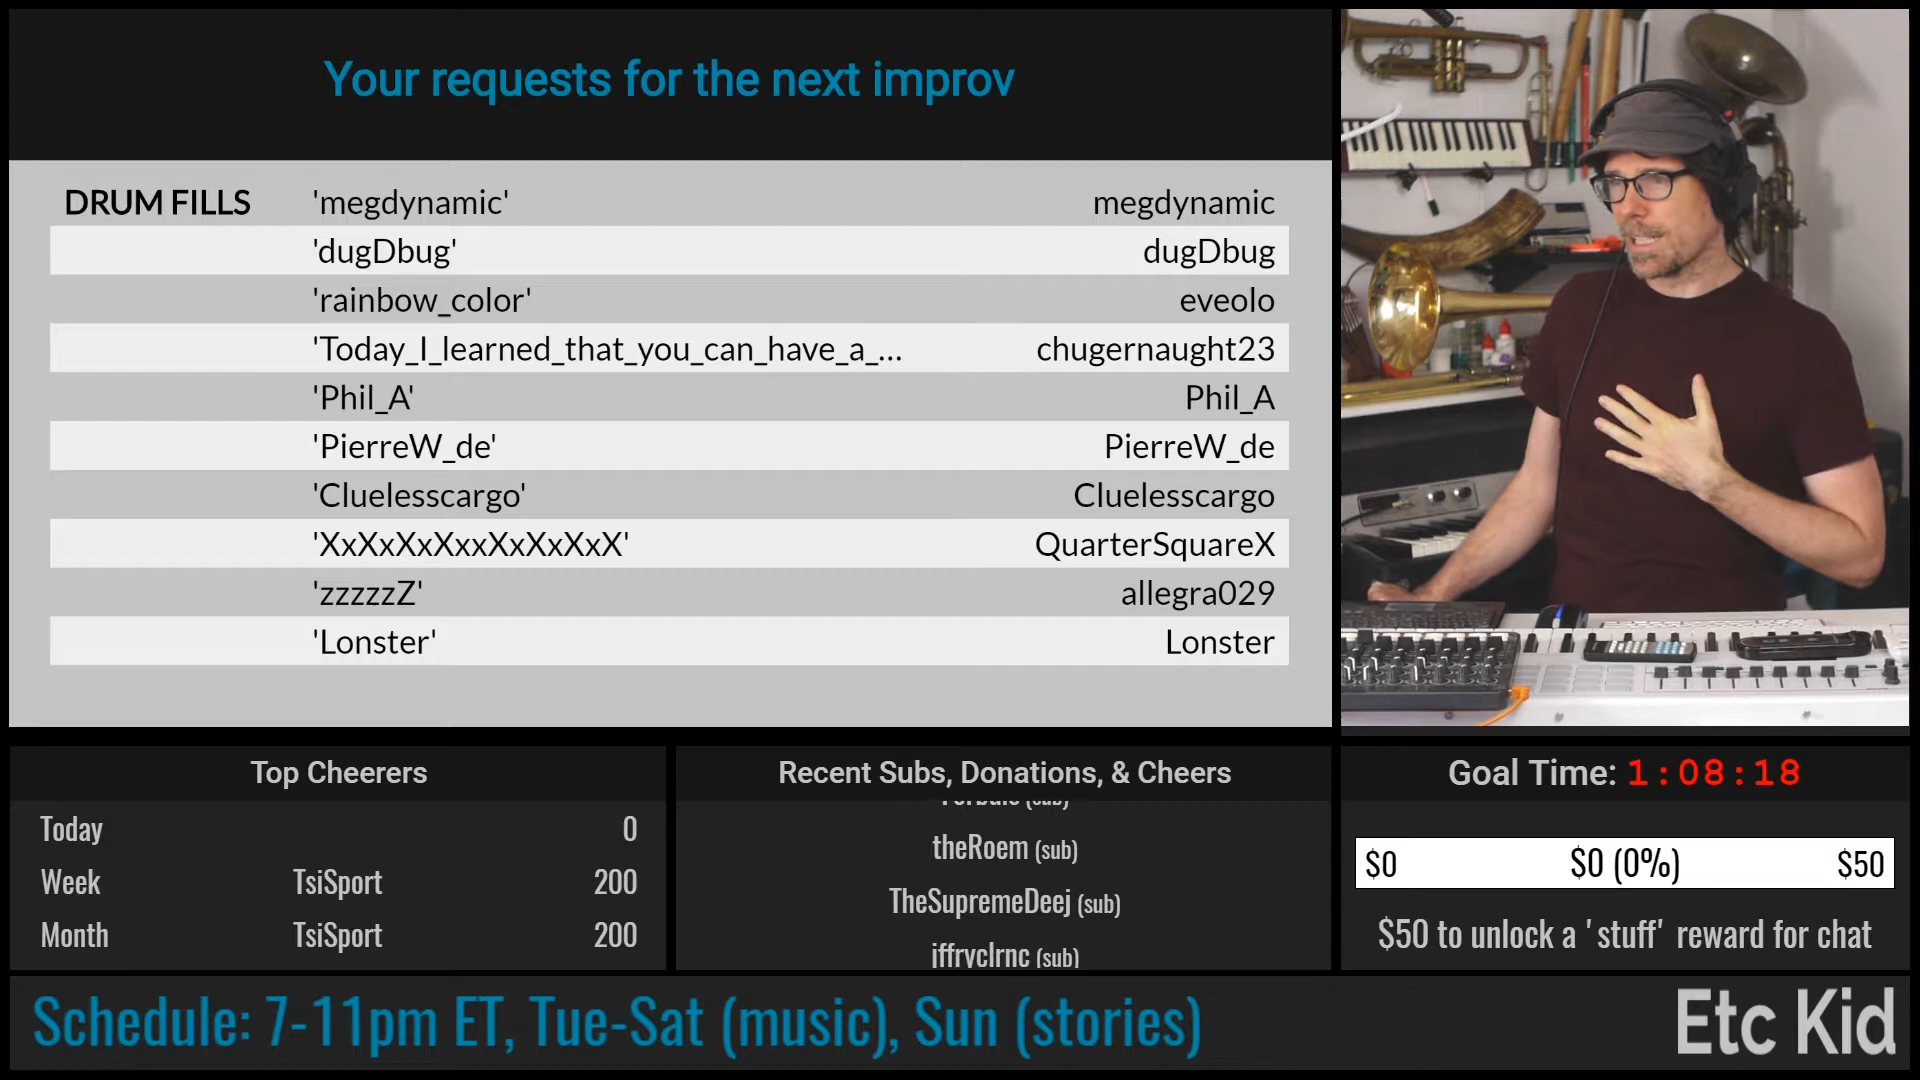 Your requests for the next improv
DRUM FILLS 'megdynamic' megdynamic
'dugDbug' dugDbug
'rainbow_color' eveolo
'Today_I_learned_that_you_can_have_a_... chugernaught23
'Phil_A' Phil_A
'PierreW_de' PierreW_de
'Cluelesscargo' Cluelesscargo
'XxXxXxXxxXxXxXxX' QuarterSquareX
'zzzzzZ' allegra029
'Lonster' Lonster
Top Cheerers
Today 0
Week TsiSport 200
Month TsiSport 200
Recent Subs, Donations, & Cheers
(sub)
theRoem (sub)
TheSupremeDeej (sub)
jffryclrnc (sub)
Goal Time: 1:08:18
$0 $0 (0%) $50
$50 to unlock a 'stuff' reward for chat
Schedule: 7-11pm ET, Tue-Sat (music), Sun (stories)
Etc Kid